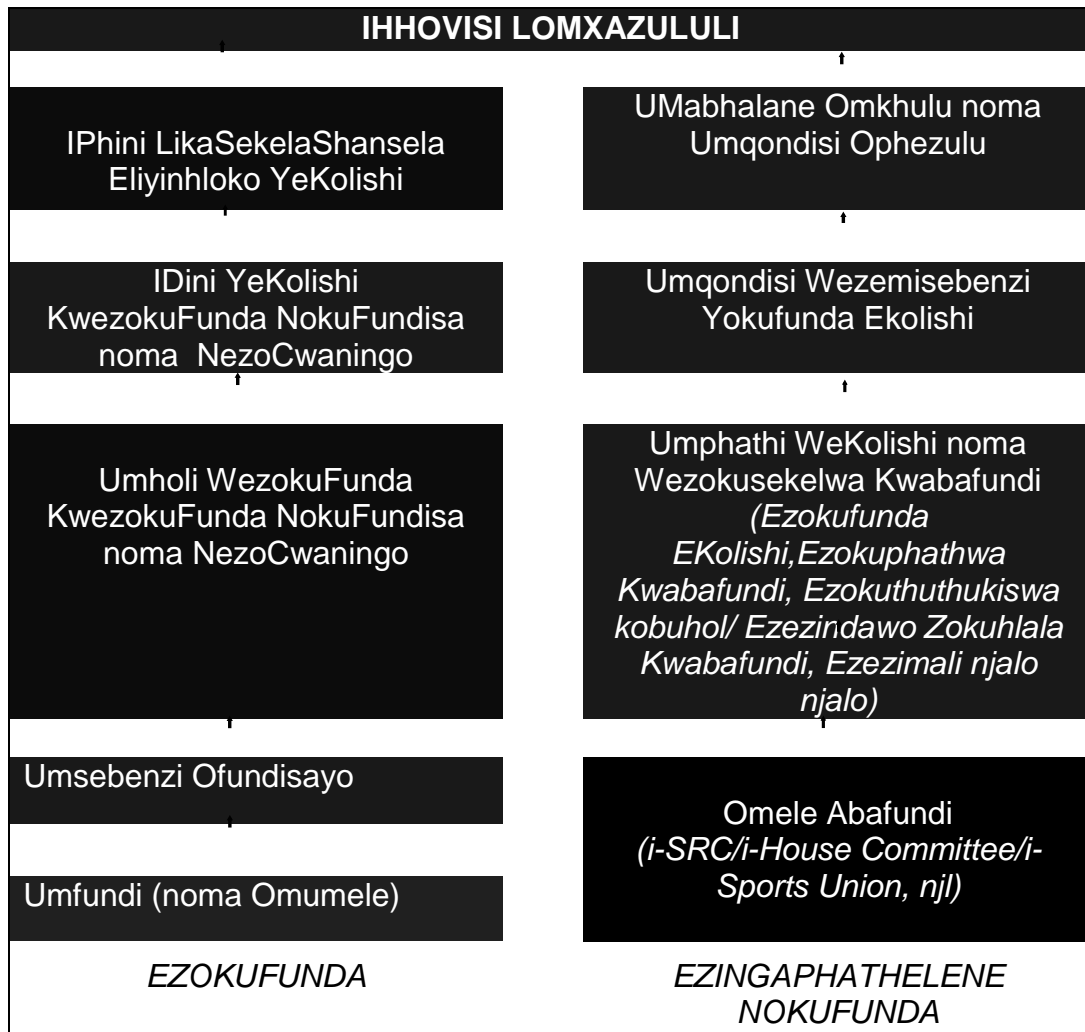 IHHOVISI LOMXAZULULI
IPhini LikaSekelaShansela
Eliyinhloko YeKolishi
UMabhalane Omkhulu noma
Umqondisi Ophezulu
IDini YeKolishi
KwezokuFunda NokuFundisa
noma NezoCwaningo
Umqondisi Wezemisebenzi
Yokufunda Ekolishi
Umholi WezokuFunda
KwezokuFunda NokuFundisa
noma NezoCwaningo
Umphathi WeKolishi noma
Wezokusekelwa Kwabafundi
(Ezokufunda
EKolishi,Ezokuphathwa
Kwabafundi, Ezokuthuthukiswa
kobuhol/ Ezezindawo Zokuhlala
Kwabafundi, Ezezimali njalo
njalo)
Umsebenzi Ofundisayo
Umfundi (noma Omumele)
Omele Abafundi
(i-SRC/i-House Committee/i-
Sports Union, njl)
EZOKUFUNDA
EZINGAPHATHELENE
NOKUFUNDA